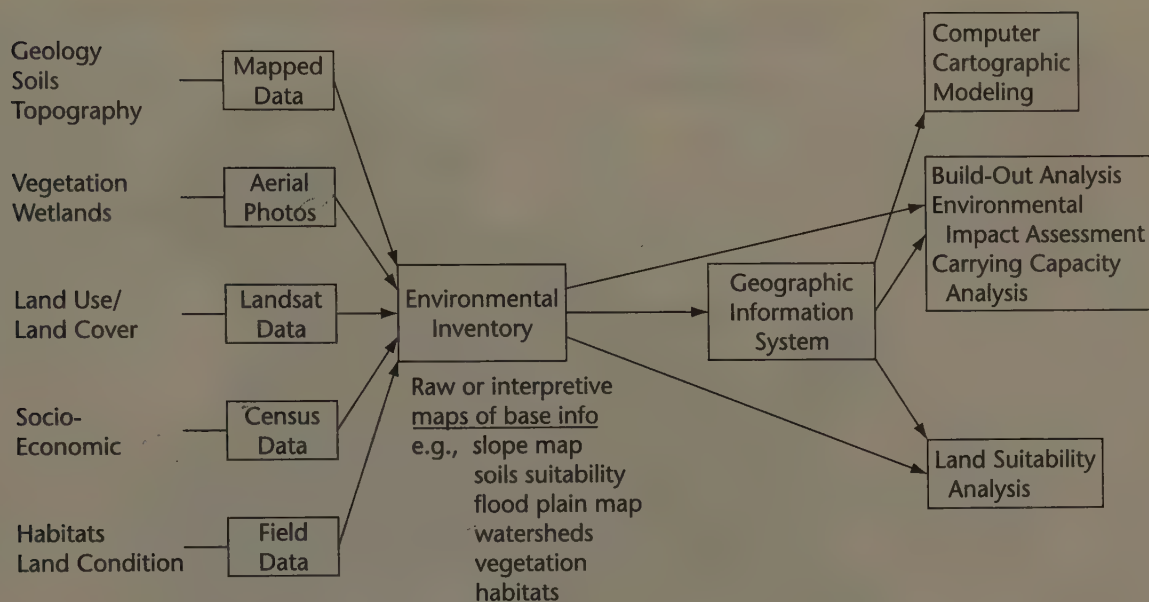 Geology
Soils
Topography
Mapped
Data
Vegetation
Wetlands
Aerial
Photos
Land Use/
Land Cover
Landsat
Data
Socio-
Economic
Census
Data
Habitats
Land Condition
Field
Data
Environmental
Inventory
Raw or interpretive
maps of base info
e.g., slope map
soils suitability
flood plain map
watersheds
vegetation
habitats
Geographic
Information
System
Computer
Cartographic
Modeling
Build-Out Analysis
Environmental
Impact Assessment
Carrying Capacity
Analysis
Land Suitability
Analysis